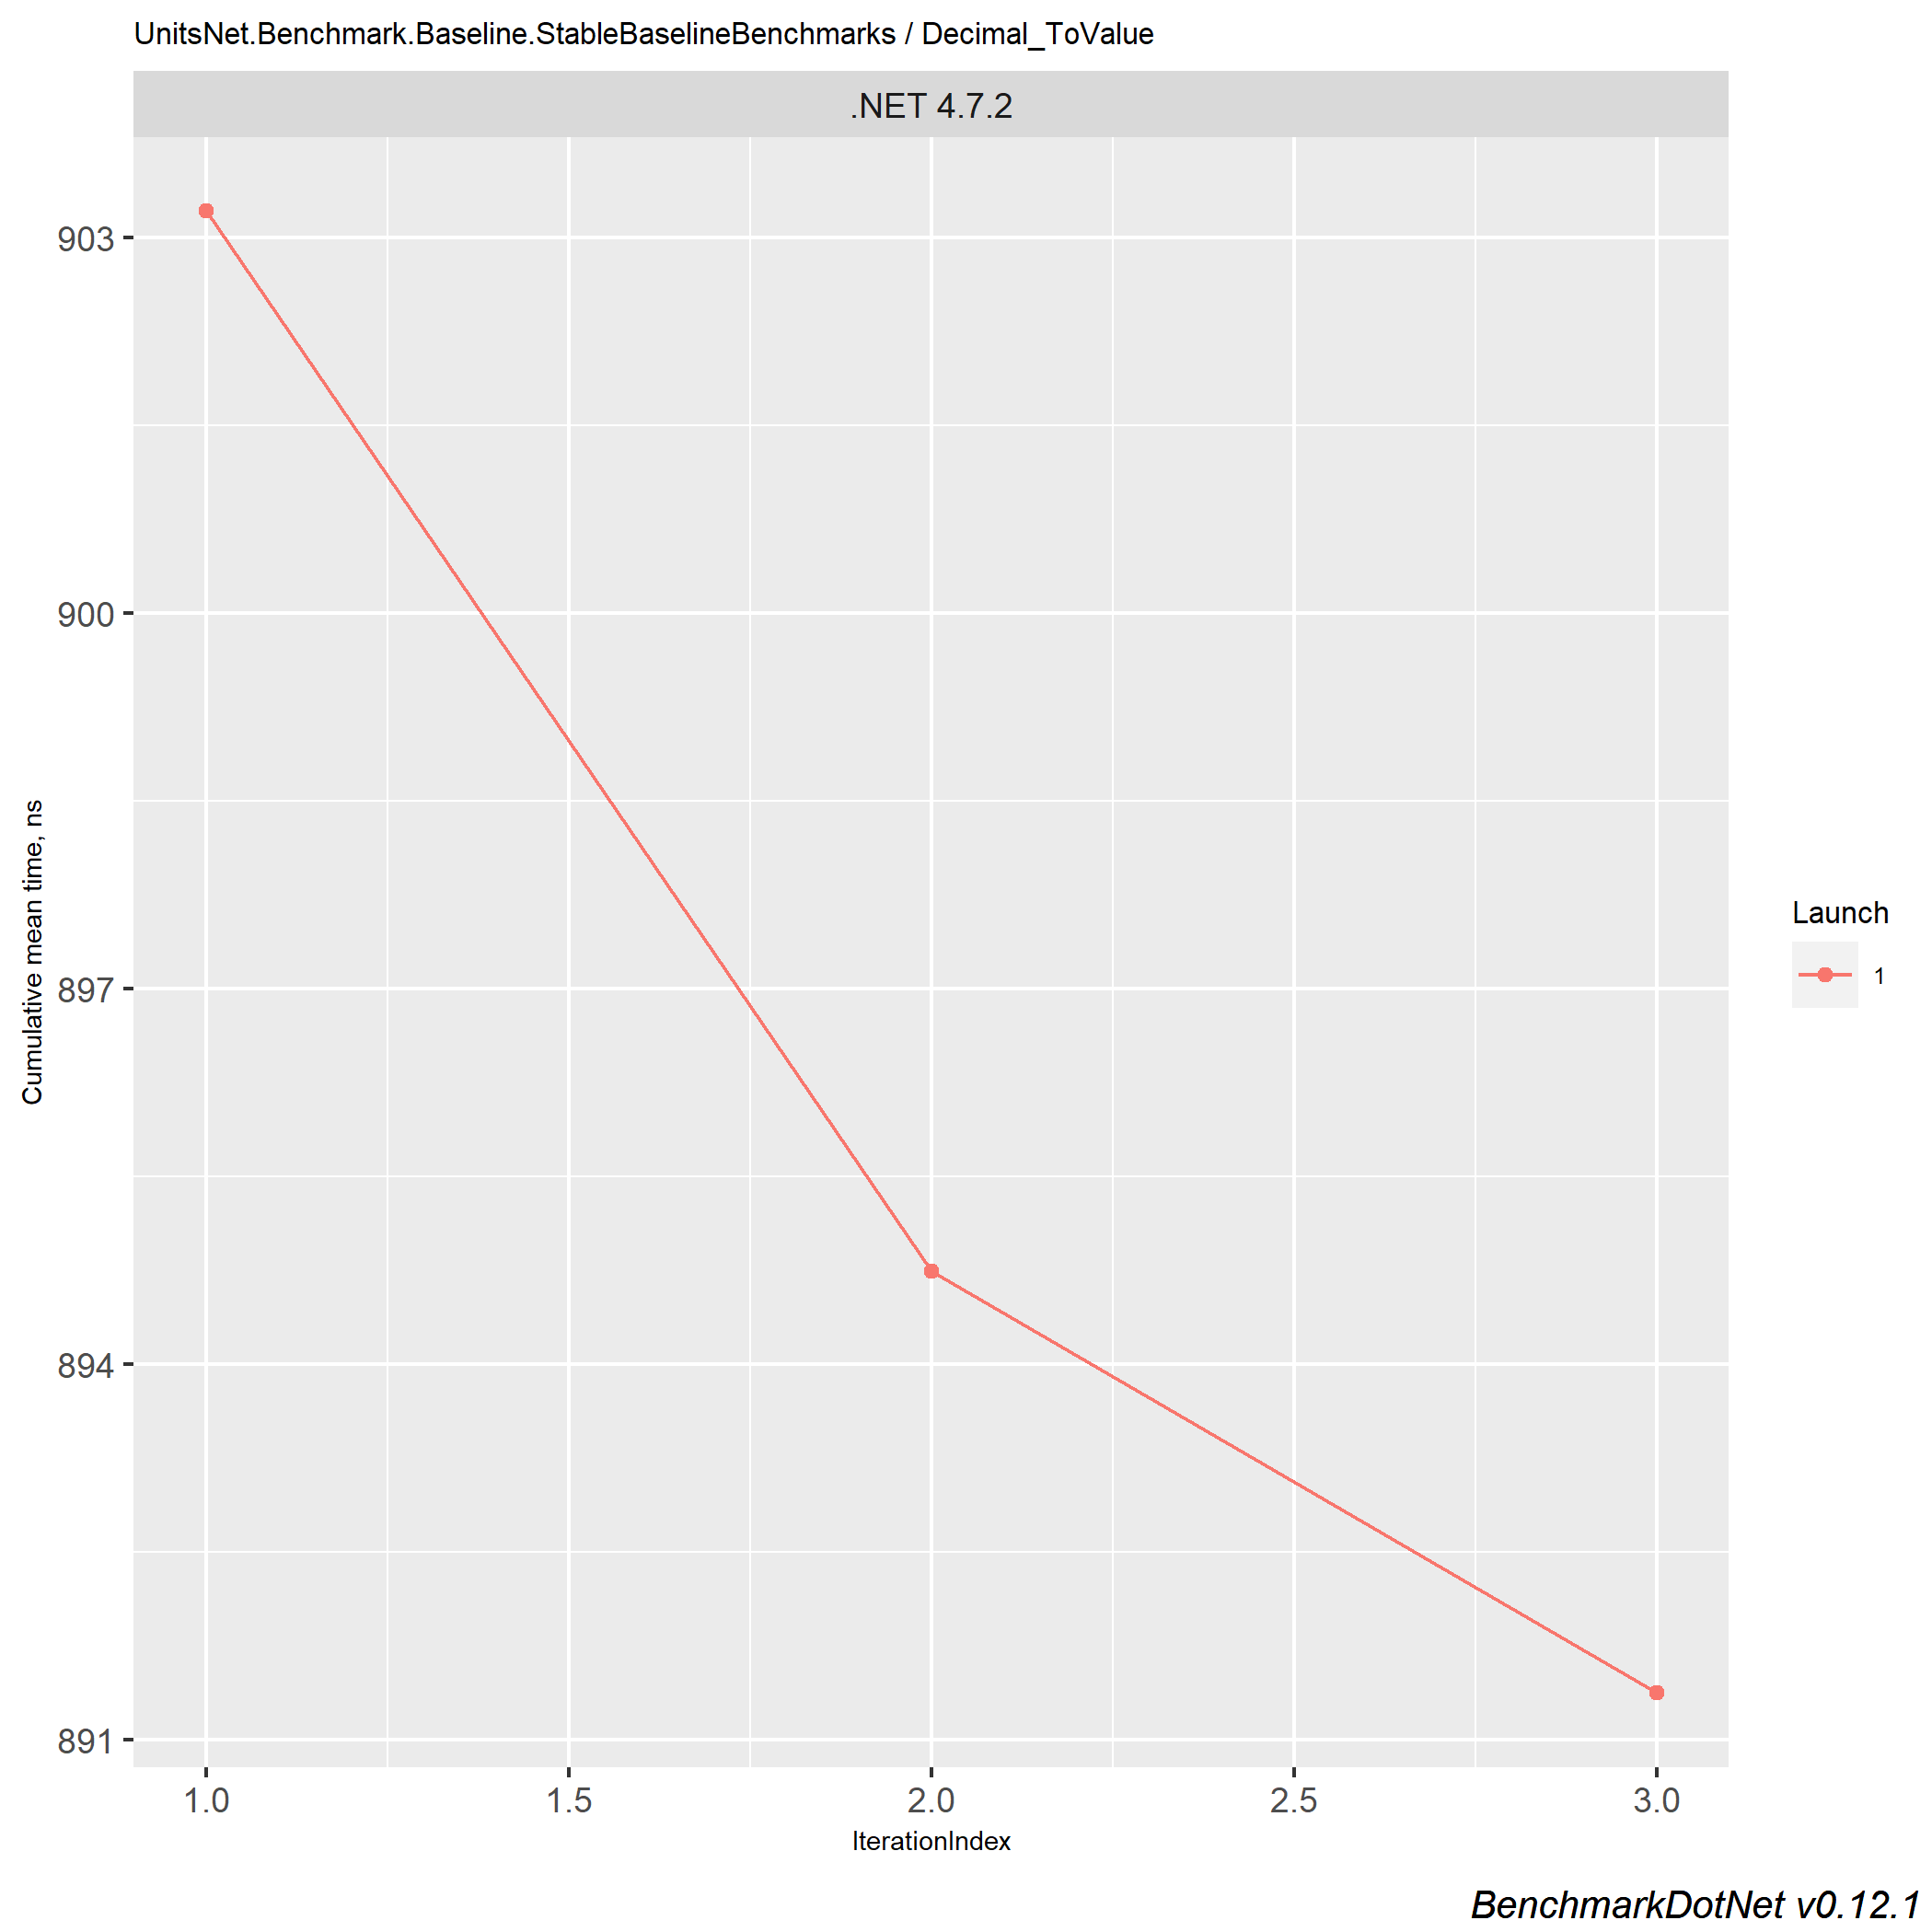 UnitsNet.Benchmark.Baseline.StableBaselineBenchmarks / Decimal_ToValue
.NET 4.7.2
903
900
897
894
891
Cumulative mean time, ns
1.0 1.5 2.0 2.5 3.0
IterationIndex
Launch
1
BenchmarkDotNet v0.12.1